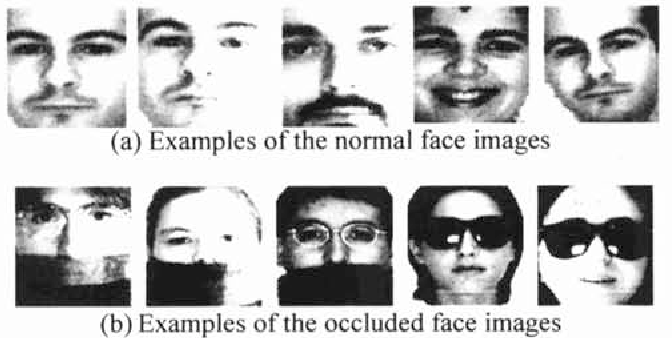 (a) Examples of the normal face images
(b) Examples of the occluded face images